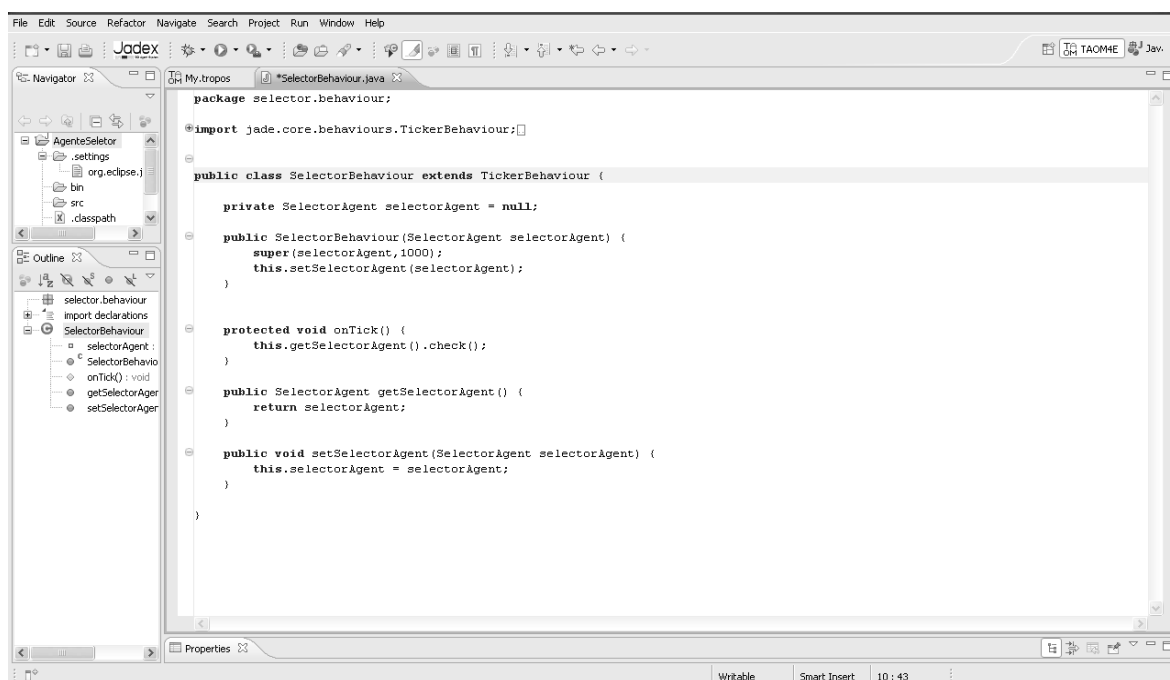 File Edit Source Refactor Navigate Search Project Run Window Help
Jadex
TAOM4E Jav
Navigator
My.tropos
*SelectorBehaviour.java
AgenteSeletor
.settings
org.eclipse.j
bin
src
.classpath
Outline
selector.behaviour
import declarations
SelectorBehaviour
selectorAgent :
SelectorBehavio
onTick() : void
getSelectorAger
setSelectorAger
package selector.behaviour;
import jade.core.behaviours.TickerBehaviour;
public class SelectorBehaviour extends TickerBehaviour {
private SelectorAgent selectorAgent = null;
public SelectorBehaviour(SelectorAgent selectorAgent) {
super(selectorAgent,1000);
this.setSelectorAgent(selectorAgent);
}
protected void onTick() {
this.getSelectorAgent().check();
}
public SelectorAgent getSelectorAgent() {
return selectorAgent;
}
public void setSelectorAgent(SelectorAgent selectorAgent) {
this.selectorAgent = selectorAgent;
}
}
Properties
Writable Smart Insert 10 : 43